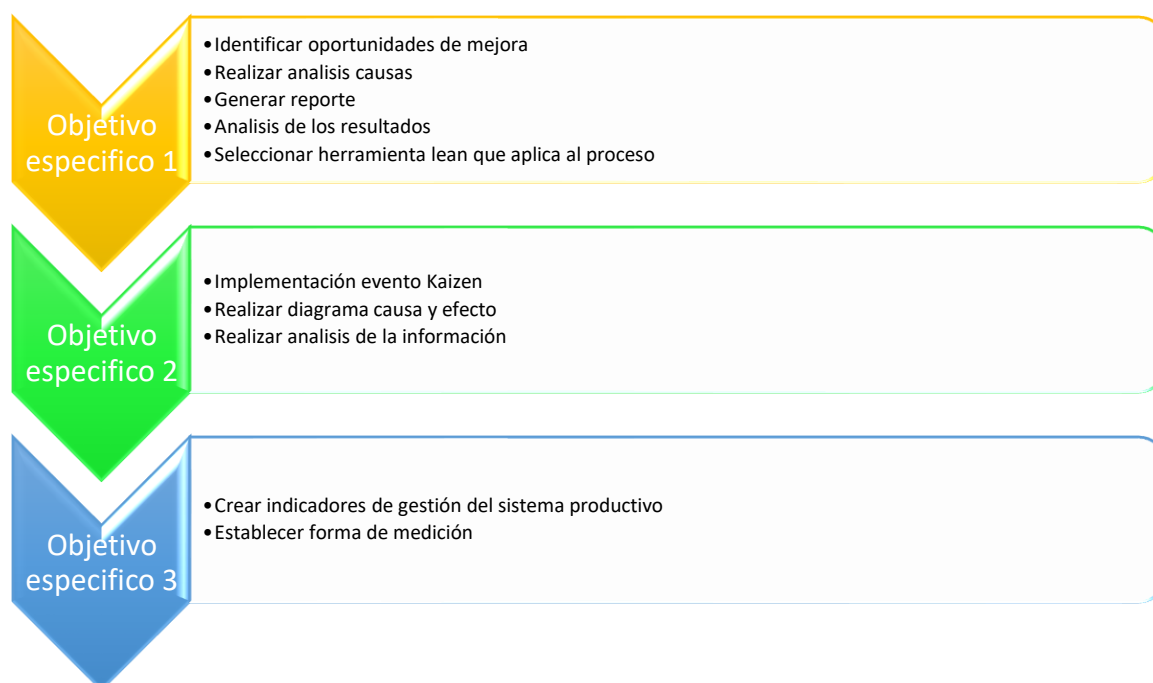 Objetivo
especifico 1
•Identificar oportunidades de mejora
•Realizar analisis causas
•Generar reporte
•Analisis de los resultados
•Seleccionar herramienta lean que aplica al proceso
Objetivo
especifico 2
•Implementación evento Kaizen
•Realizar diagrama causa y efecto
•Realizar analisis de la información
Objetivo
especifico 3
•Crear indicadores de gestión del sistema productivo
•Establecer forma de medición